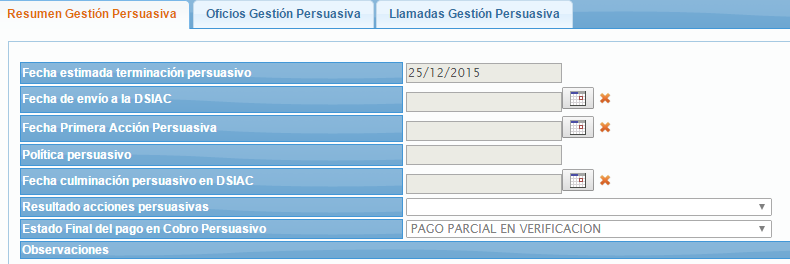 Resumen Gestión Persuasiva Oficios Gestión Persuasiva Llamadas Gestión Persuasiva
Fecha estimada terminación persuasivo 25/12/2015
Fecha de envío a la DSIAC
Fecha Primera Acción Persuasiva
Política persuasivo
Fecha culminación persuasivo en DSIAC
Resultado acciones persuasivas
Estado Final del pago en Cobro Persuasivo PAGO PARCIAL EN VERIFICACION
Observaciones